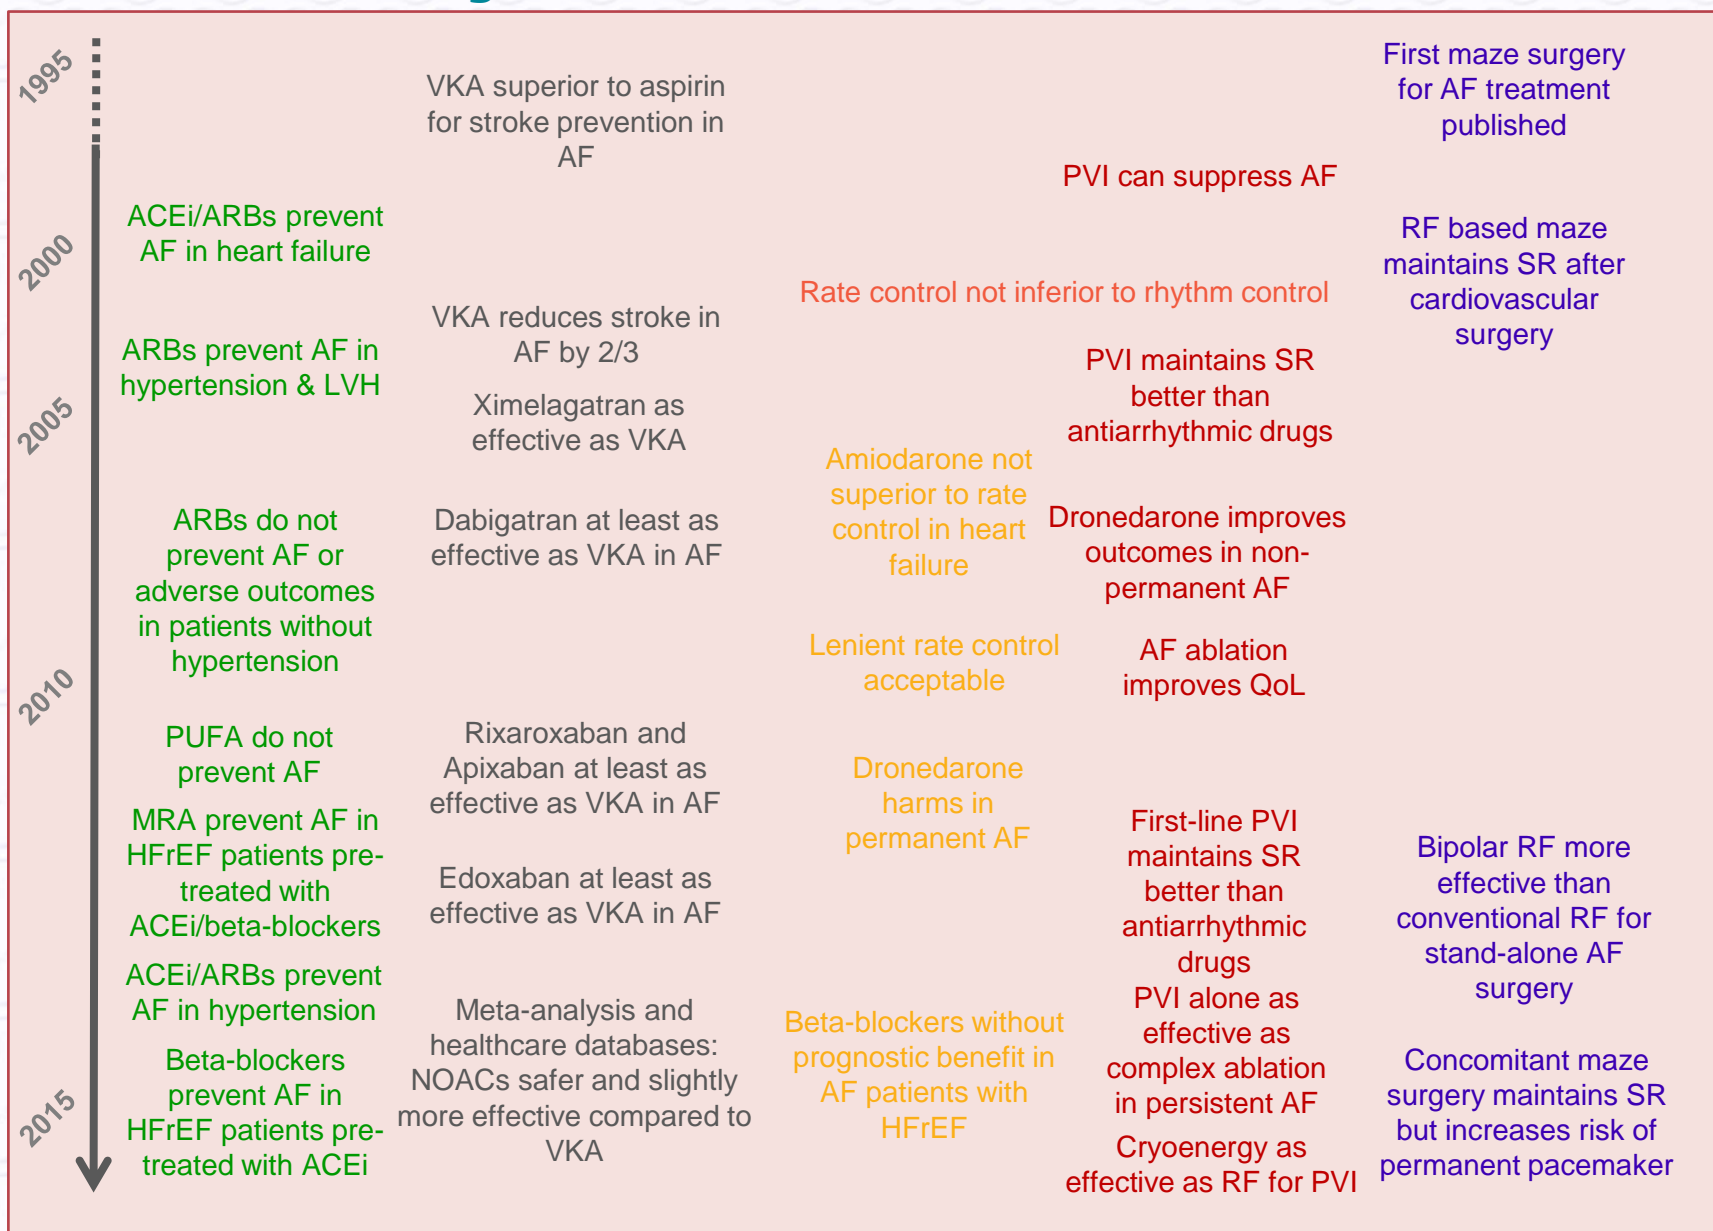 1995
2000
2005
2010
2015
ACEi/ARBs prevent
AF in heart failure
ARBs prevent AF in
hypertension & LVH
ARBs do not
prevent AF or
adverse outcomes
in patients without
hypertension
PUFA do not
prevent AF
MRA prevent AF in
HFrEF patients pre-
treated with
ACEi/beta-blockers
ACEi/ARBs prevent
AF in hypertension
Beta-blockers
prevent AF in
HFrEF patients pre-
treated with ACEi
VKA superior to aspirin
for stroke prevention in
AF
VKA reduces stroke in
AF by 2/3
Ximelagatran as
effective as VKA
Dabigatran at least as
effective as VKA in AF
Rixaroxaban and
Apixaban at least as
effective as VKA in AF
Edoxaban at least as
effective as VKA in AF
Meta-analysis and
healthcare databases:
NOACs safer and slightly
more effective compared to
VKA
Rate control not inferior to rhythm control
Amiodarone not
superior to rate
control in heart
failure
Lenient rate control
acceptable
Dronedarone
harms in
permanent AF
Beta-blockers without
prognostic benefit in
AF patients with
HFrEF
PVI can suppress AF
PVI maintains SR
better than
antiarrhythmic drugs
Dronedarone improves
outcomes in non-
permanent AF
AF ablation
improves QoL
First-line PVI
maintains SR
better than
antiarrhythmic
drugs
PVI alone as
effective as
complex ablation
in persistent AF
Cryoenergy as
effective as RF for PVI
First maze surgery
for AF treatment
published
RF based maze
maintains SR after
cardiovascular
surgery
Bipolar RF more
effective than
conventional RF for
stand-alone AF
surgery
Concomitant maze
surgery maintains SR
but increases risk of
permanent pacemaker